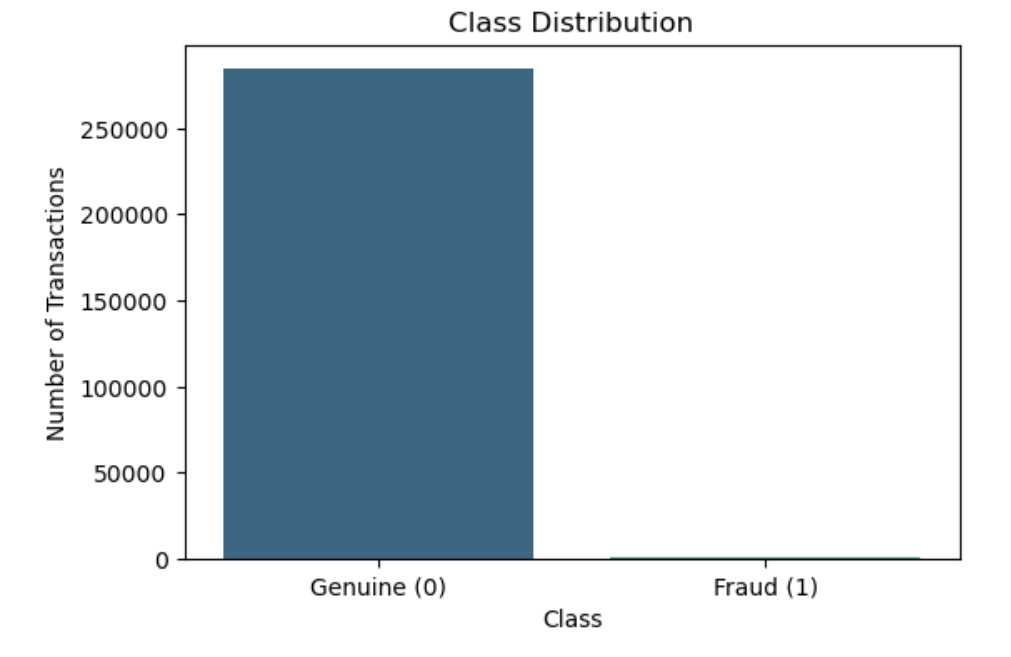 Class Distribution
Number of Transactions
250000
200000
150000
100000
50000
0
Genuine (0)
Fraud (1)
Class